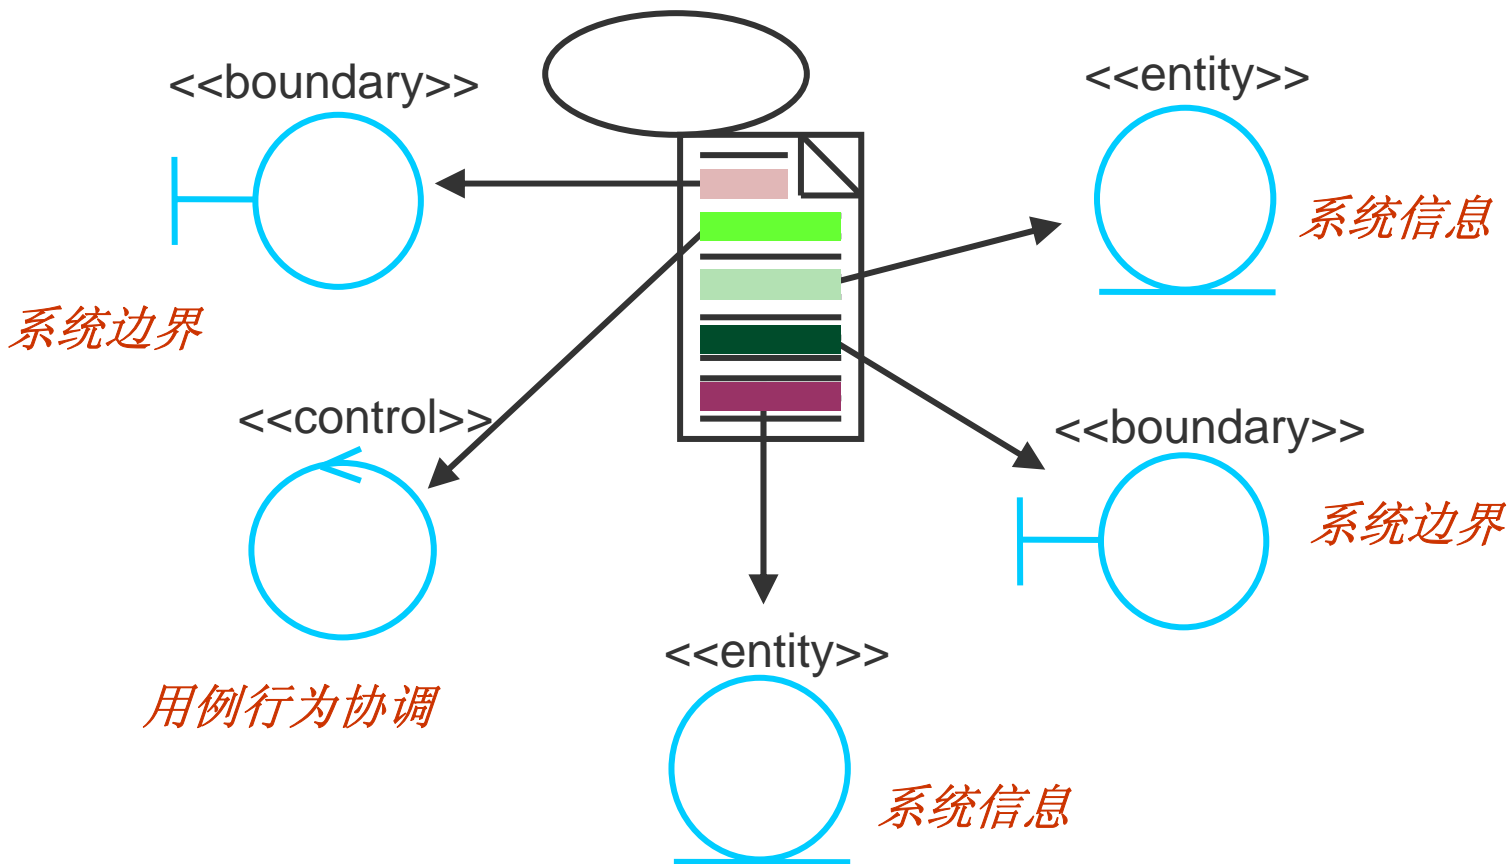 <<boundary>>
<<entity>>
系统信息
系统边界
<<control>>
<<boundary>>
系统边界
<<entity>>
用例行为协调
系统信息